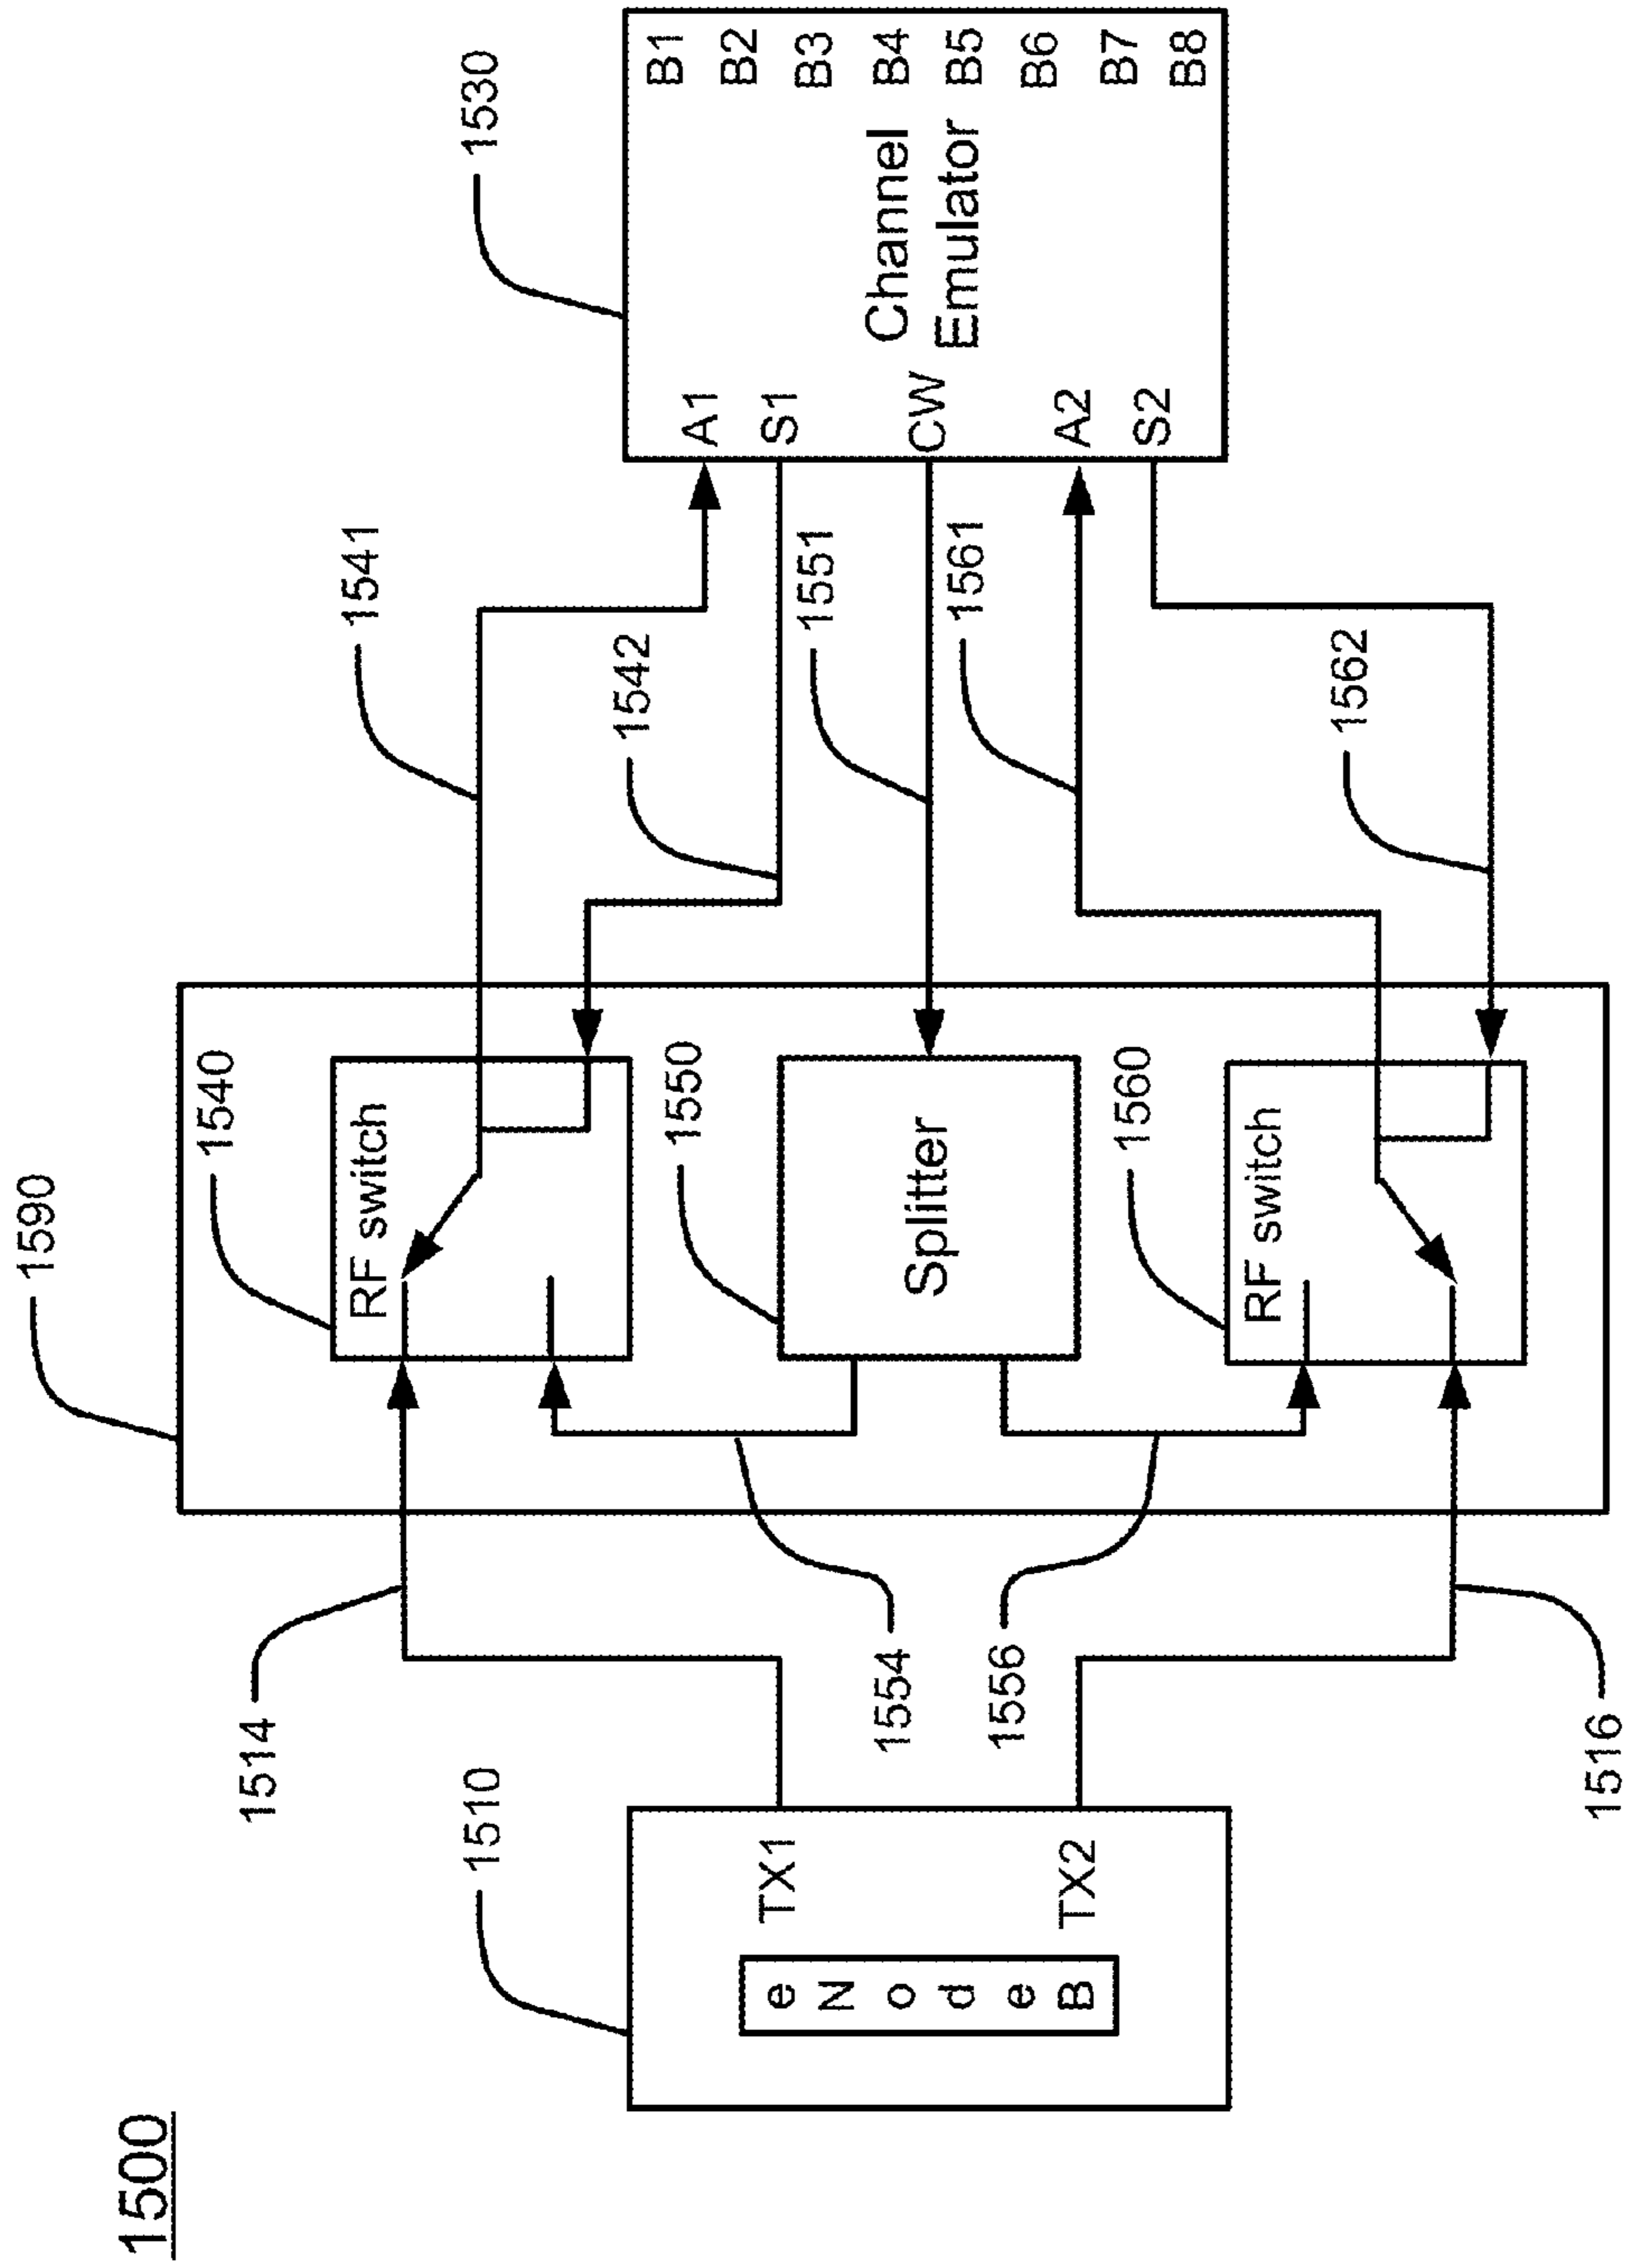 1500
1510
eNodeB
TX1
TX2
1514
1516
1554
1556
1590
1540
RF switch
1550
Splitter
1560
RF switch
1541
1542
1551
1561
1562
1530
A1
S1
CW
A2
S2
Channel
Emulator
B1
B2
B3
B4
B5
B6
B7
B8